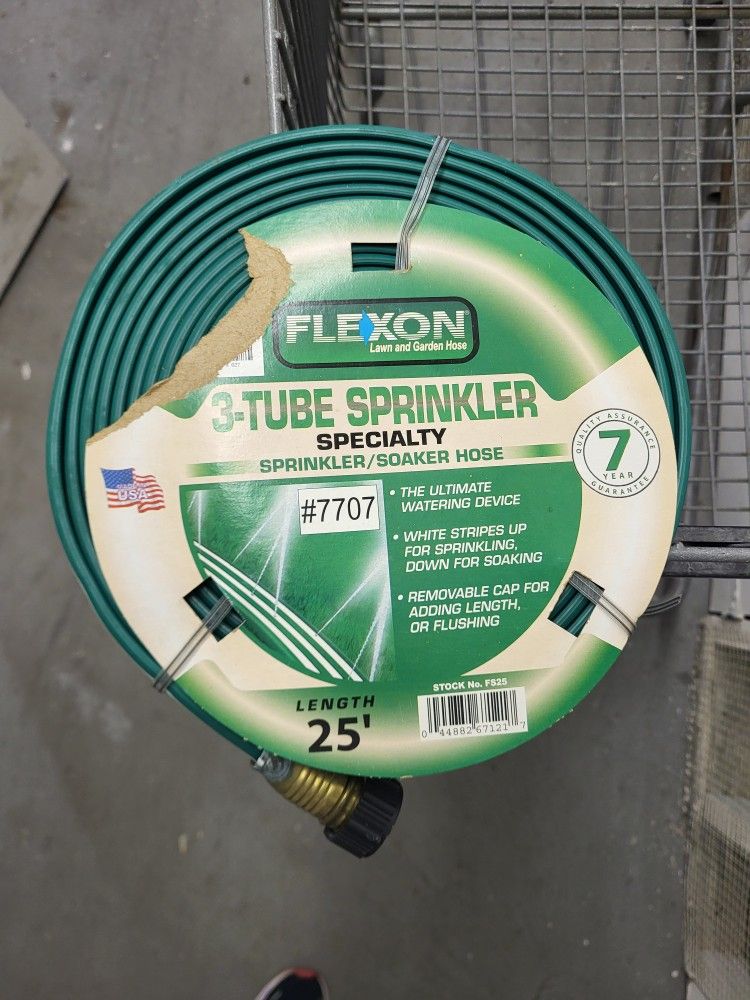 FLEXON
Lawn and Garden Hose
3-TUBE SPRINKLER
SPECIALTY
SPRINKLER/SOAKER HOSE
QUALITY ASSURANCE
7
YEAR
GUARANTEE
USA
#7707
• THE ULTIMATE
WATERING DEVICE
• WHITE STRIPES UP
FOR SPRINKLING,
DOWN FOR SOAKING
• REMOVABLE CAP FOR
ADDING LENGTH,
OR FLUSHING
LENGTH
25'
STOCK No. FS25
0 44882 67121 7